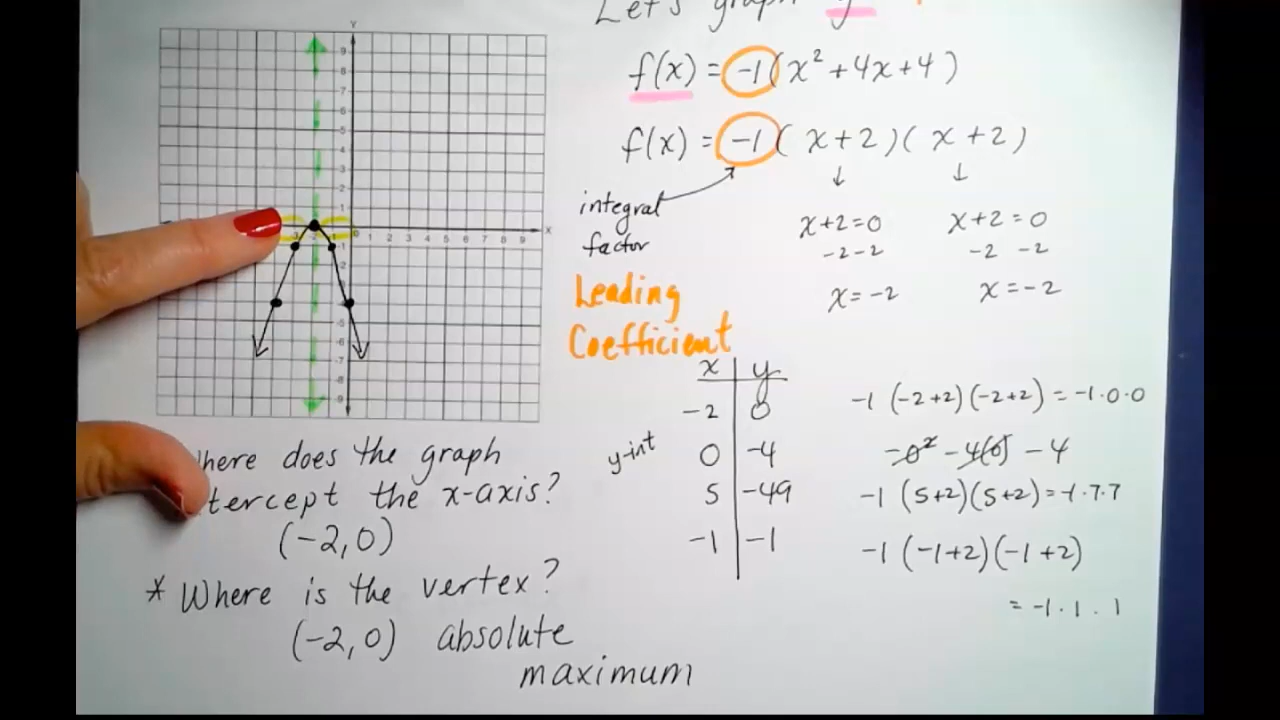 Let's graph
f(x) = -1(x² + 4x + 4)
f(x) = -1(x+2)(x+2)
↓ ↓
integral
factor
x+2=0 x+2=0
-2-2 -2 -2
x=-2 x=-2
Leading
Coefficient
x | y
-2 | 0 -1(-2+2)(-2+2) = -1·0·0
y-int 0 | -4 -0² -4(0) -4
5 | -49 -1(5+2)(5+2)=-1·7·7
-1 | -1 -1(-1+2)(-1+2)
= -1·1·1
here does the graph
tercept the x-axis?
(-2,0)
* Where is the vertex?
(-2,0) absolute
maximum